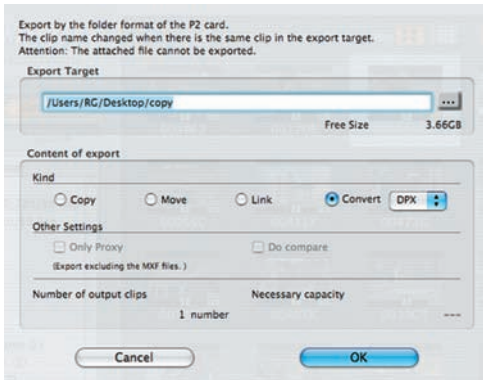 Export by the folder format of the P2 card.
The clip name changed when there is the same clip in the export target.
Attention: The attached file cannot be exported.
Export Target
/Users/RG/Desktop/copy ...
Free Size 3.66GB
Content of export
Kind
Copy Move Link Convert DPX
Other Settings
Only Proxy Do compare
(Export excluding the MXF files. )
Number of output clips Necessary capacity
1 number ---
Cancel OK